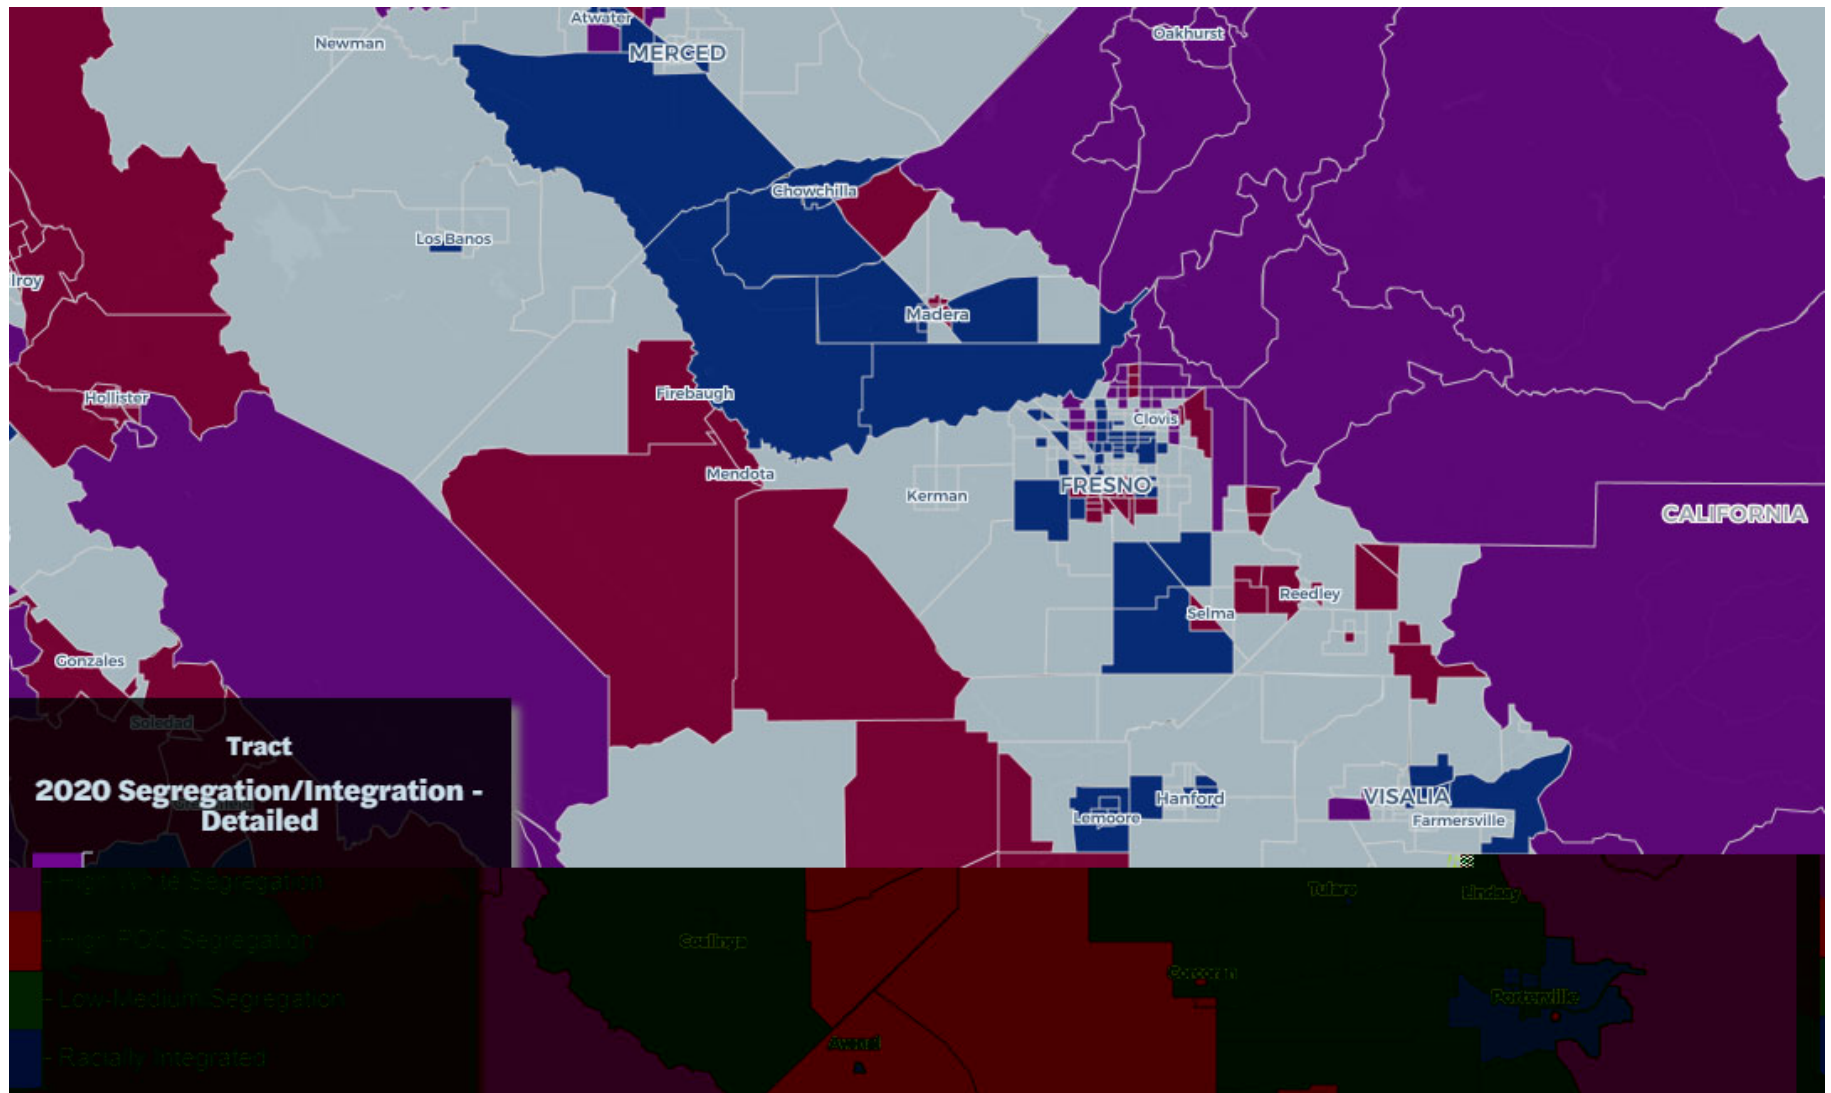 Atwater
Newman
MERCED
Oakhurst
Chowchilla
Los Banos
lroy
Madera
Firebaugh
Hollister
Clovis
Mendota
FRESNO
Kerman
CALIFORNIA
Reedley
Selma
Gonzales
Soledad
Tract
2020 Segregation/Integration -
Detailed
Hanford
VISALIA
Lemoore
Farmersville
- High White Segregation
Tulare
Lindsay
- High POC Segregation
Coalinga
Corcoran
- Low-Medium Segregation
Porterville
Avenal
- Racially Integrated